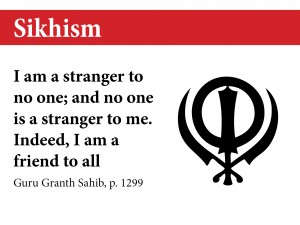 Sikhism
I am a stranger to
no one; and no one
is a stranger to me.
Indeed, I am a
friend to all
Guru Granth Sahib, p. 1299